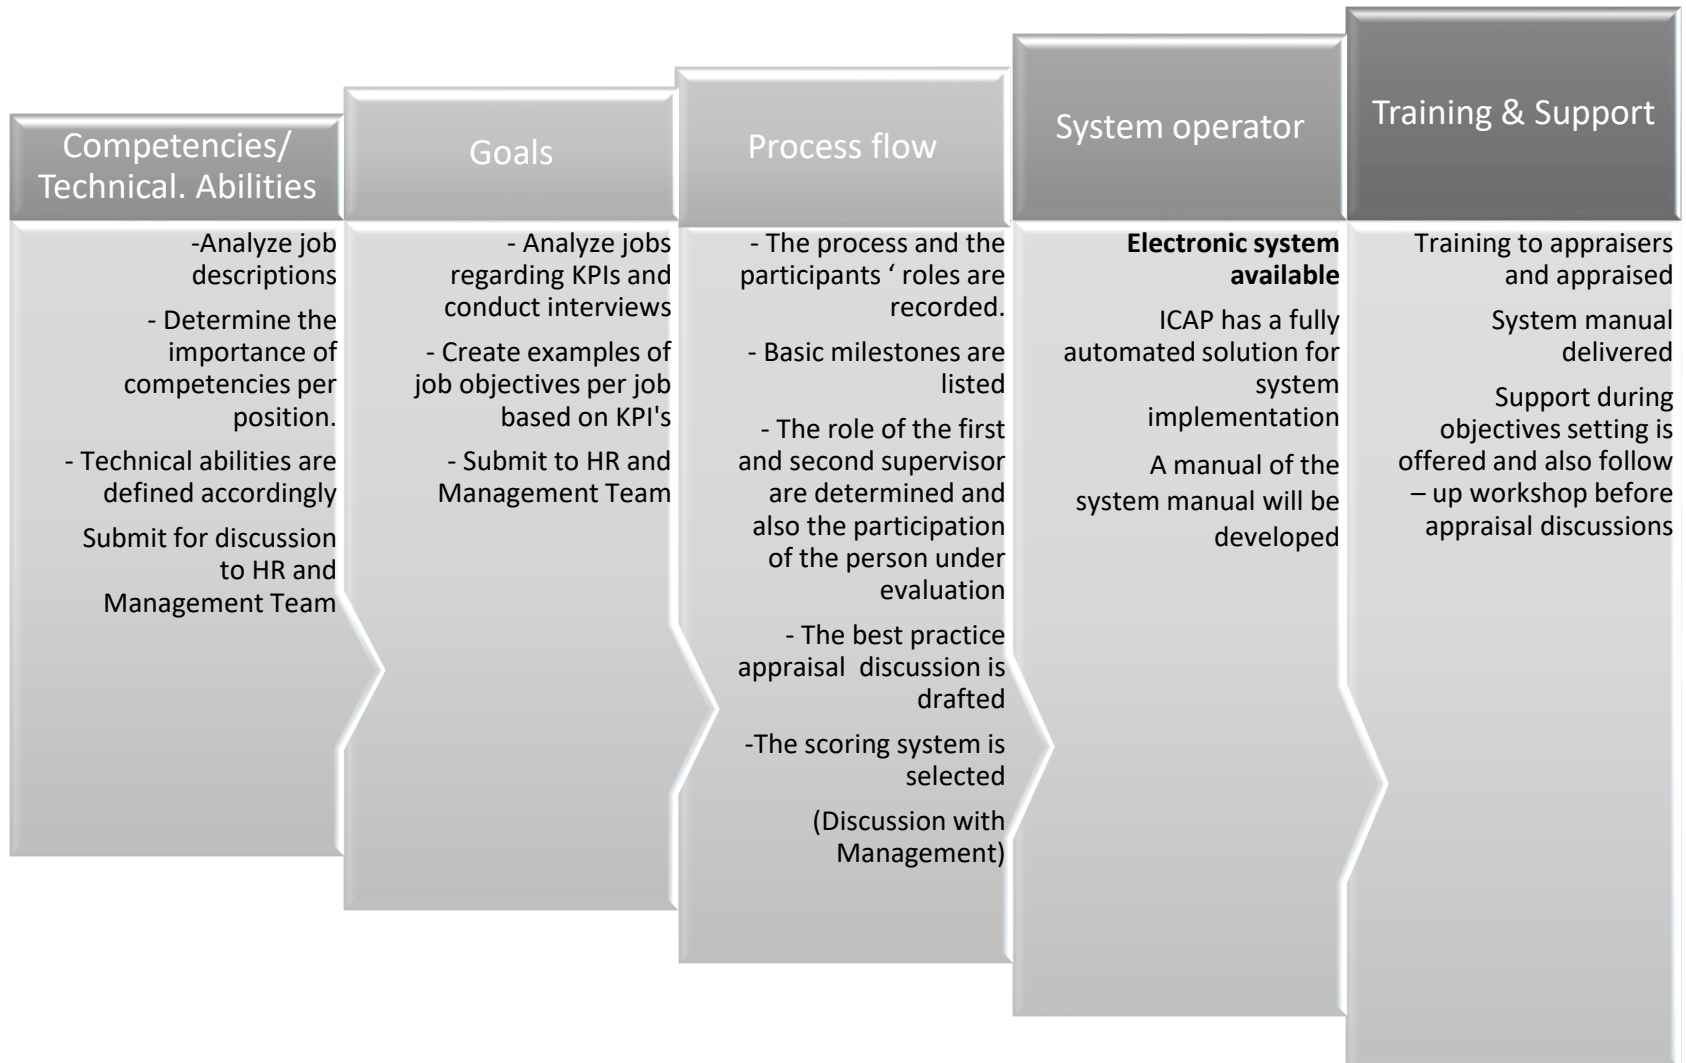 Competencies/
Technical. Abilities
-Analyze job
descriptions
- Determine the
importance of
competencies per
position.
- Technical abilities are
defined accordingly
Submit for discussion
to HR and
Management Team
Goals
- Analyze jobs
regarding KPIs and
conduct interviews
- Create examples of
job objectives per job
based on KPI's
- Submit to HR and
Management Team
Process flow
- The process and the
participants ‘ roles are
recorded.
- Basic milestones are
listed
- The role of the first
and second supervisor
are determined and
also the participation
of the person under
evaluation
- The best practice
appraisal  discussion is
drafted
-The scoring system is
selected
(Discussion with
Management)
System operator
Electronic system
available
ICAP has a fully
automated solution for
system
implementation
A manual of the
system manual will be
developed
Training & Support
Training to appraisers
and appraised
System manual
delivered
Support during
objectives setting is
offered and also follow
– up workshop before
appraisal discussions